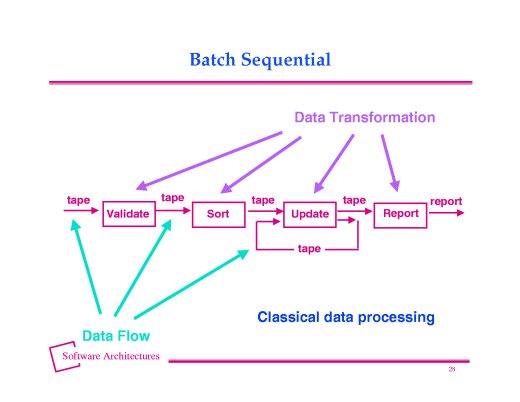 Batch Sequential
Data Transformation
tape
tape
tape
tape
report
Validate
Sort
Update
Report
tape
Classical data processing
Data Flow
Software Architectures
28